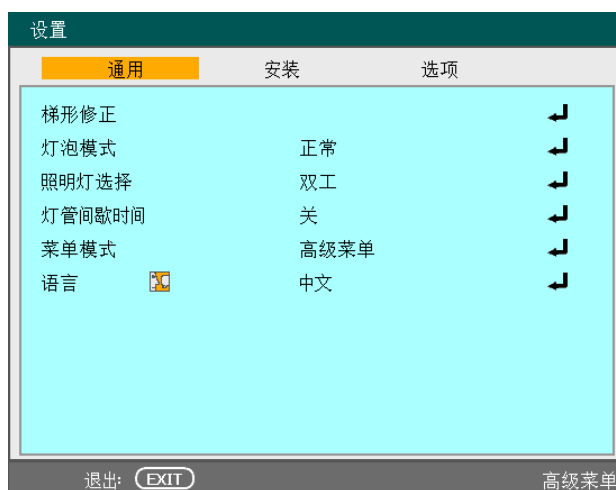 设置
通用 安装 选项
梯形修正
灯泡模式 正常
照明灯选择 双工
灯管间歇时间 关
菜单模式 高级菜单
语言 中文
退出: EXIT 高级菜单